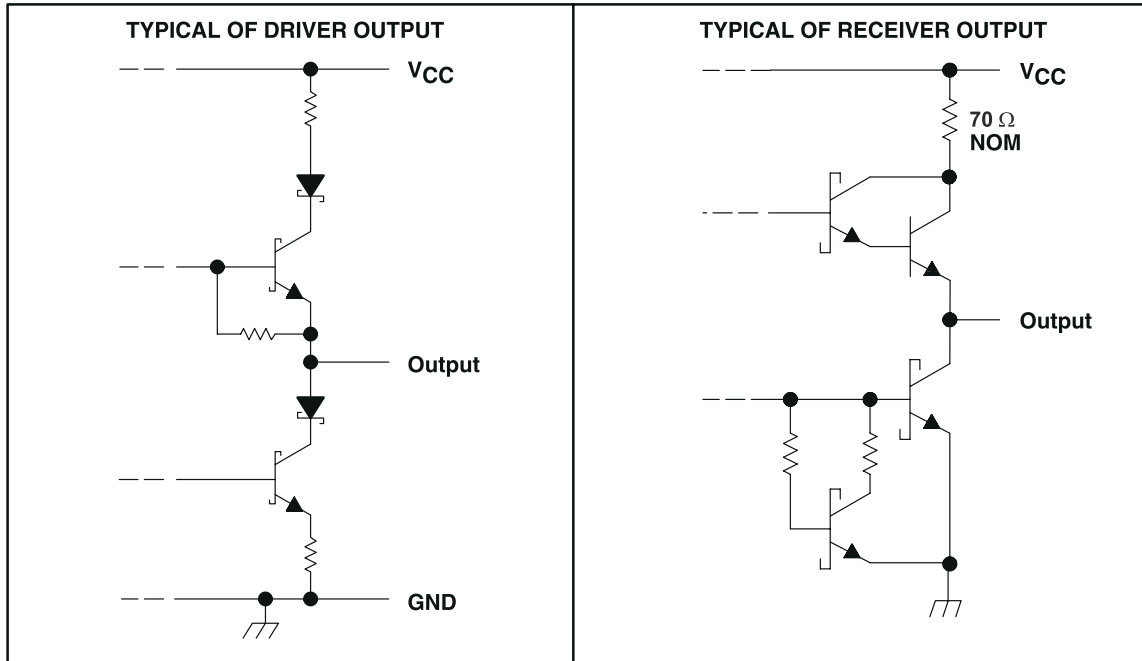 TYPICAL OF DRIVER OUTPUT
VCC
Output
GND
TYPICAL OF RECEIVER OUTPUT
VCC
70 Ω
NOM
Output